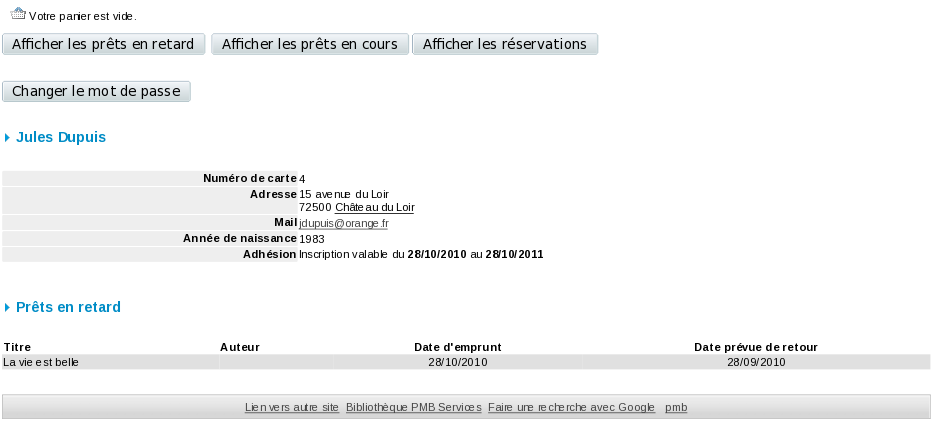 Votre panier est vide.
Afficher les prêts en retard Afficher les prêts en cours Afficher les réservations
Changer le mot de passe
Jules Dupuis
Numéro de carte 4
Adresse 15 avenue du Loir
72500 Château du Loir
Mail jdupuis@orange.fr
Année de naissance 1983
Adhésion Inscription valable du 28/10/2010 au 28/10/2011
Prêts en retard
Titre Auteur Date d'emprunt Date prévue de retour
La vie est belle 28/10/2010 28/09/2010
Lien vers autre site Bibliothèque PMB Services Faire une recherche avec Google pmb